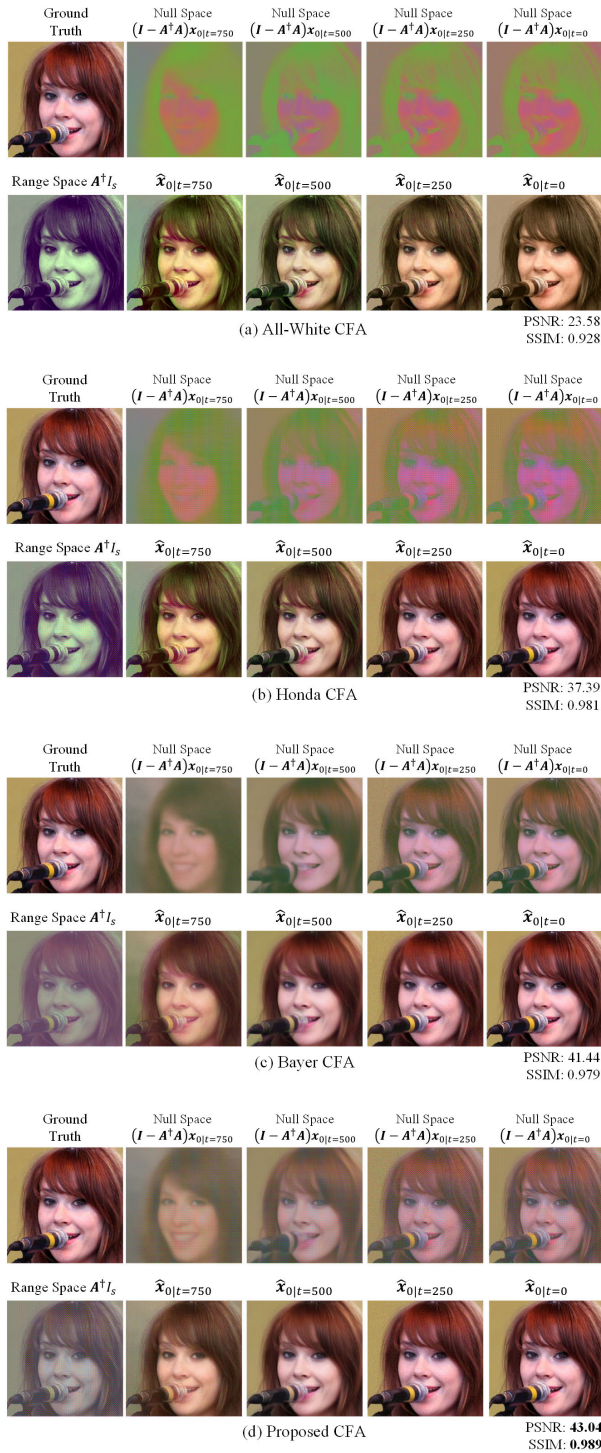 Ground Truth
Null Space (I − A†A)x₀|ₜ₌₇₅₀
Null Space (I − A†A)x₀|ₜ₌₅₀₀
Null Space (I − A†A)x₀|ₜ₌₂₅₀
Null Space (I − A†A)x₀|ₜ₌₀
Range Space A†Iₛ
x̂₀|ₜ₌₇₅₀
x̂₀|ₜ₌₅₀₀
x̂₀|ₜ₌₂₅₀
x̂₀|ₜ₌₀
(a) All-White CFA
PSNR: 23.58
SSIM: 0.928
Ground Truth
Null Space (I − A†A)x₀|ₜ₌₇₅₀
Null Space (I − A†A)x₀|ₜ₌₅₀₀
Null Space (I − A†A)x₀|ₜ₌₂₅₀
Null Space (I − A†A)x₀|ₜ₌₀
Range Space A†Iₛ
x̂₀|ₜ₌₇₅₀
x̂₀|ₜ₌₅₀₀
x̂₀|ₜ₌₂₅₀
x̂₀|ₜ₌₀
(b) Honda CFA
PSNR: 37.39
SSIM: 0.981
Ground Truth
Null Space (I − A†A)x₀|ₜ₌₇₅₀
Null Space (I − A†A)x₀|ₜ₌₅₀₀
Null Space (I − A†A)x₀|ₜ₌₂₅₀
Null Space (I − A†A)x₀|ₜ₌₀
Range Space A†Iₛ
x̂₀|ₜ₌₇₅₀
x̂₀|ₜ₌₅₀₀
x̂₀|ₜ₌₂₅₀
x̂₀|ₜ₌₀
(c) Bayer CFA
PSNR: 41.44
SSIM: 0.979
Ground Truth
Null Space (I − A†A)x₀|ₜ₌₇₅₀
Null Space (I − A†A)x₀|ₜ₌₅₀₀
Null Space (I − A†A)x₀|ₜ₌₂₅₀
Null Space (I − A†A)x₀|ₜ₌₀
Range Space A†Iₛ
x̂₀|ₜ₌₇₅₀
x̂₀|ₜ₌₅₀₀
x̂₀|ₜ₌₂₅₀
x̂₀|ₜ₌₀
(d) Proposed CFA
PSNR: 43.04
SSIM: 0.989